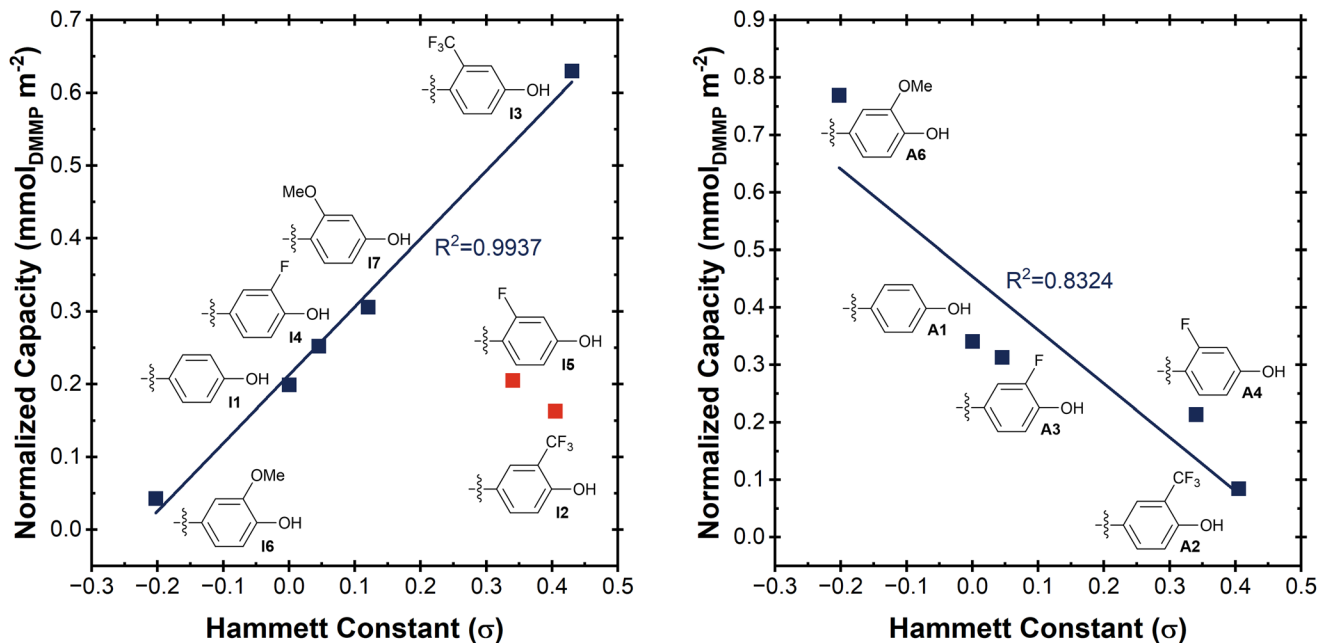 Normalized Capacity (mmol_DMMP m⁻²)
0.7
0.6
0.5
0.4
0.3
0.2
0.1
0.0
F₃C
OH
I3
MeO
OH
I7
R²=0.9937
F
OH
I4
F
OH
I5
OH
I1
CF₃
OH
I2
OMe
OH
I6
−0.3 −0.2 −0.1 0.0 0.1 0.2 0.3 0.4 0.5
Hammett Constant (σ)
Normalized Capacity (mmol_DMMP m⁻²)
0.9
0.8
0.7
0.6
0.5
0.4
0.3
0.2
0.1
0.0
OMe
OH
A6
R²=0.8324
OH
A1
F
OH
A3
F
OH
A4
CF₃
OH
A2
−0.3 −0.2 −0.1 0.0 0.1 0.2 0.3 0.4 0.5
Hammett Constant (σ)